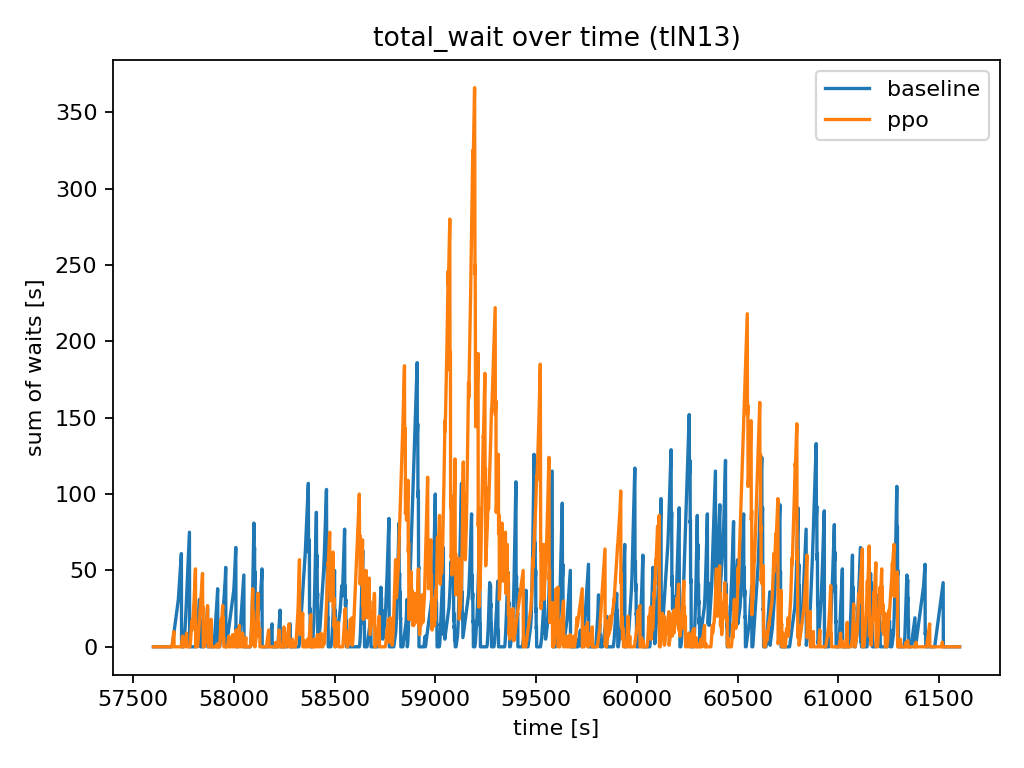 total_wait over time (tlN13)
baseline
ppo
350
300
250
200
150
100
50
0
sum of waits [s]
57500 58000 58500 59000 59500 60000 60500 61000 61500
time [s]